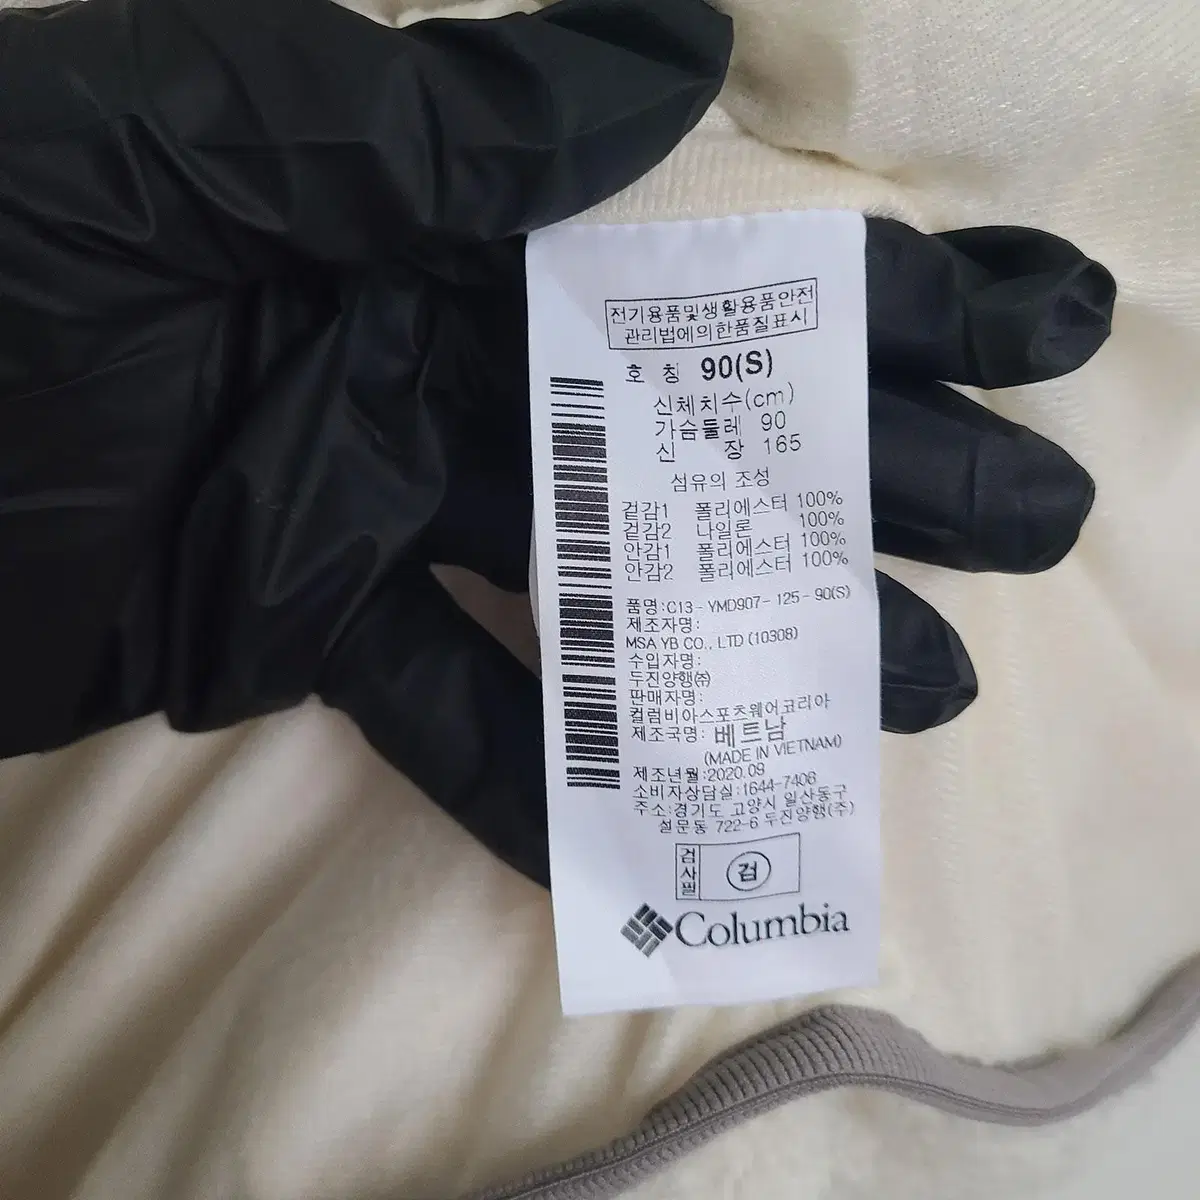 전기용품및생활용품안전
관리법에의한품질표시
호 칭 90(S)
신체치수(cm)
가슴둘레 90
신 장 165
섬유의 조성
겉감1 폴리에스터 100%
겉감2 나일론 100%
안감1 폴리에스터 100%
안감2 폴리에스터 100%
품명:C13-YMD907-125-90(S)
제조자명:
MSA YB CO., LTD (10308)
수입자명:
두진양행㈜
판매자명:
컬럼비아스포츠웨어코리아
제조국명: 베트남
(MADE IN VIETNAM)
제조년월:2020.09
소비자상담실:1644-7408
주소:경기도 고양시 일산동구
설문동 722-6 두진양행(주)
검사필 검
Columbia